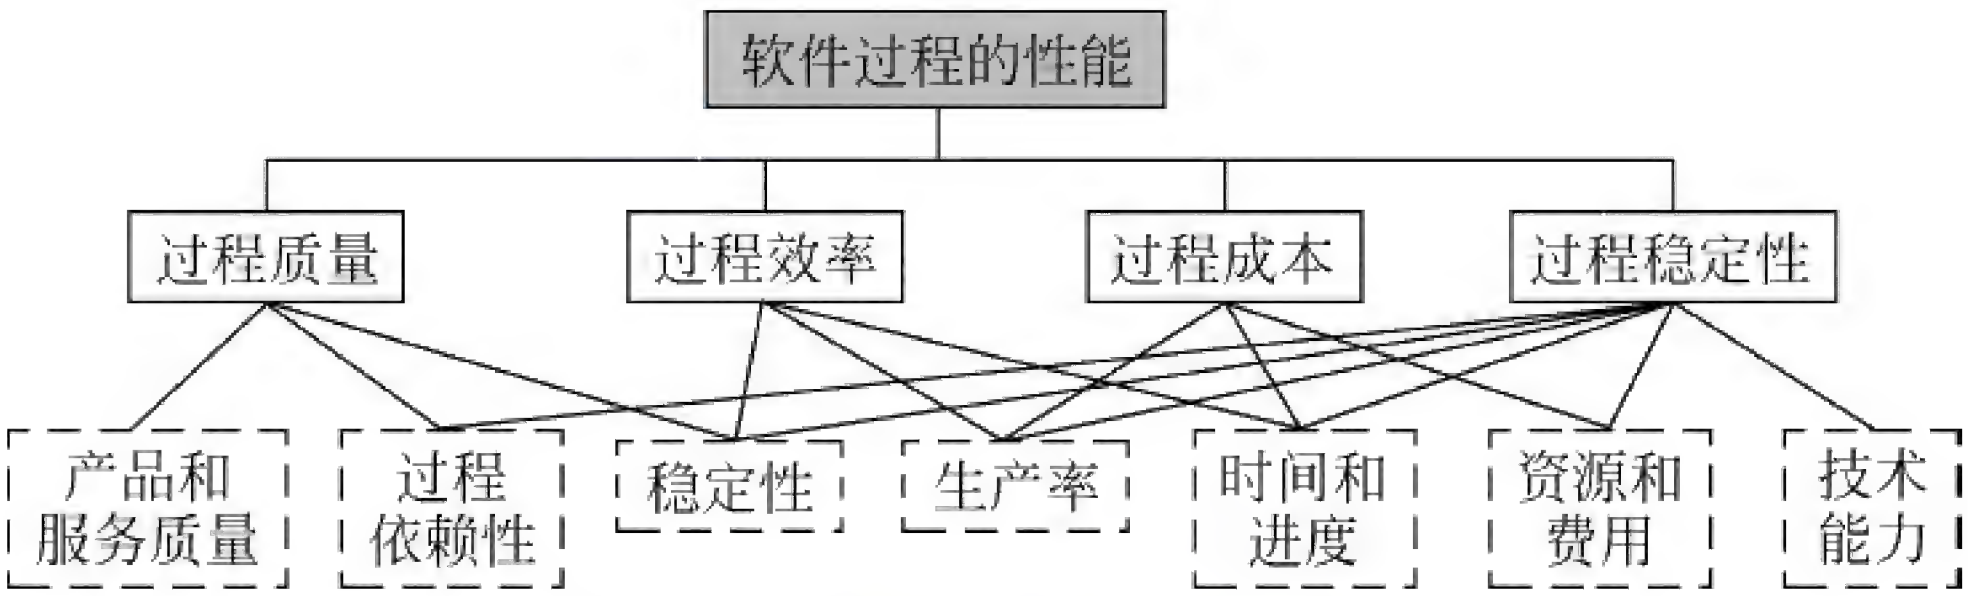 软件过程的性能
过程质量
过程效率
过程成本
过程稳定性
产品和
服务质量
过程
依赖性
稳定性
生产率
时间和
进度
资源和
费用
技术
能力